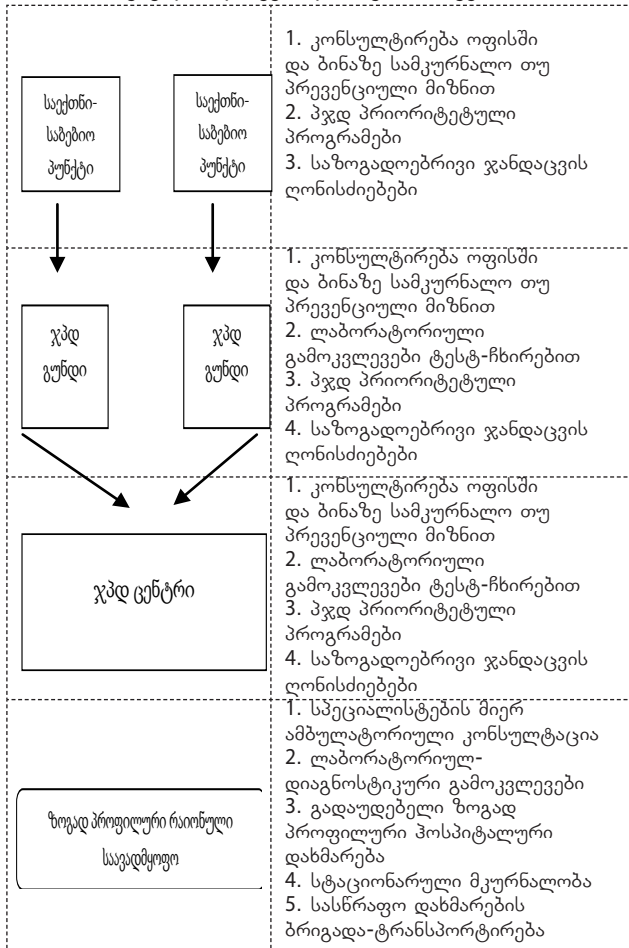 საექთნი-
საბებიო
პუნქტი
საექთნი-
საბებიო
პუნქტი
1. კონსულტირება ოფისში
და ბინაზე სამკურნალო თუ
პრევენციული მიზნით
2. პჯდ პრიორიტეტული
პროგრამები
3. საზოგადოებრივი ჯანდაცვის
ღონისძიებები
ჯპდ
გუნდი
ჯპდ
გუნდი
1. კონსულტირება ოფისში
და ბინაზე სამკურნალო თუ
პრევენციული მიზნით
2. ლაბორატორიული
გამოკვლევები ტესტ-ჩხირებით
3. პჯდ პრიორიტეტული
პროგრამები
4. საზოგადოებრივი ჯანდაცვის
ღონისძიებები
ჯპდ ცენტრი
1. კონსულტირება ოფისში
და ბინაზე სამკურნალო თუ
პრევენციული მიზნით
2. ლაბორატორიული
გამოკვლევები ტესტ-ჩხირებით
3. პჯდ პრიორიტეტული
პროგრამები
4. საზოგადოებრივი ჯანდაცვის
ღონისძიებები
ზოგად პროფილური რაიონული
საავადმყოფო
1. სპეციალისტების მიერ
ამბულატორიული კონსულტაცია
2. ლაბორატორიულ-
დიაგნოსტიკური გამოკვლევები
3. გადაუდებელი ზოგად
პროფილური ჰოსპიტალური
დახმარება
4. სტაციონარული მკურნალობა
5. სასწრაფო დახმარების
ბრიგადა-ტრანსპორტირება